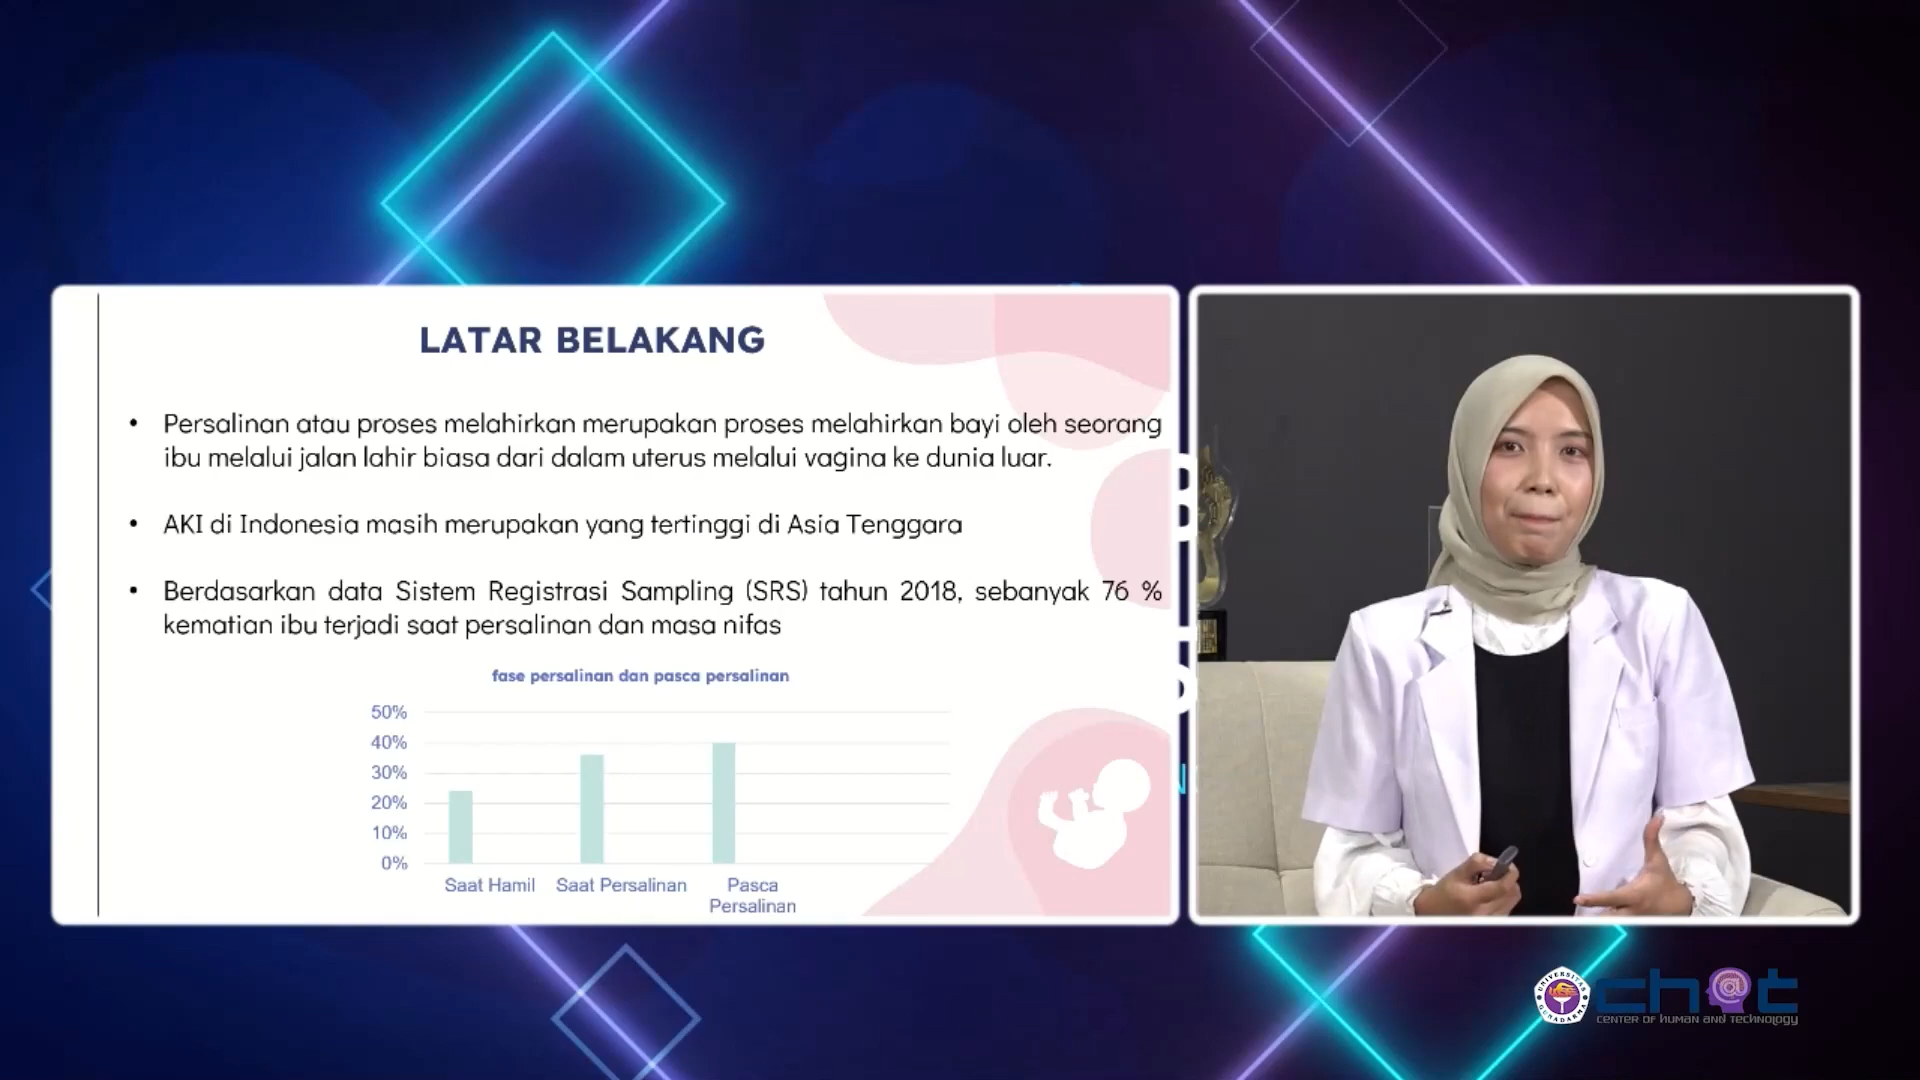 LATAR BELAKANG
• Persalinan atau proses melahirkan merupakan proses melahirkan bayi oleh seorang
ibu melalui jalan lahir biasa dari dalam uterus melalui vagina ke dunia luar.
• AKI di Indonesia masih merupakan yang tertinggi di Asia Tenggara
• Berdasarkan data Sistem Registrasi Sampling (SRS) tahun 2018, sebanyak 76 %
kematian ibu terjadi saat persalinan dan masa nifas
fase persalinan dan pasca persalinan
50%
40%
30%
20%
10%
0%
Saat Hamil
Saat Persalinan
Pasca
Persalinan
UNIVERSITAS
GUNADARMA
ch@t
CENTER OF HUMAN AND TECHNOLOGY